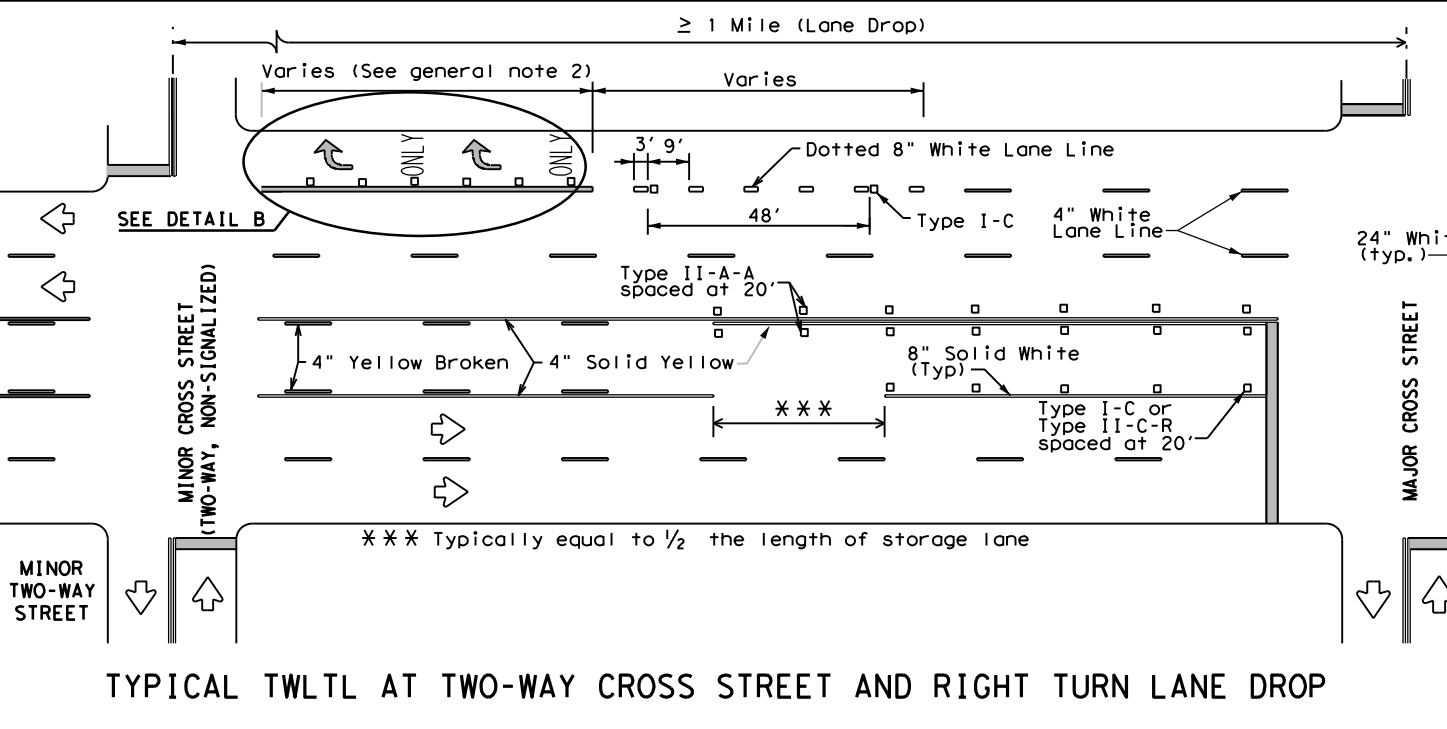 ≥ 1 Mile (Lane Drop)
Varies (See general note 2)
Varies
ONLY
ONLY
3' 9'
Dotted 8" White Lane Line
SEE DETAIL B
48'
Type I-C
4" White
Lane Line
24" Whi
(typ.)
Type II-A-A
spaced at 20'
MINOR CROSS STREET
(TWO-WAY, NON-SIGNALIZED)
4" Yellow Broken
4" Solid Yellow
8" Solid White
(Typ)
***
Type I-C or
Type II-C-R
spaced at 20'
MAJOR CROSS STREET
*** Typically equal to ½ the length of storage lane
MINOR
TWO-WAY
STREET
TYPICAL TWLTL AT TWO-WAY CROSS STREET AND RIGHT TURN LANE DROP